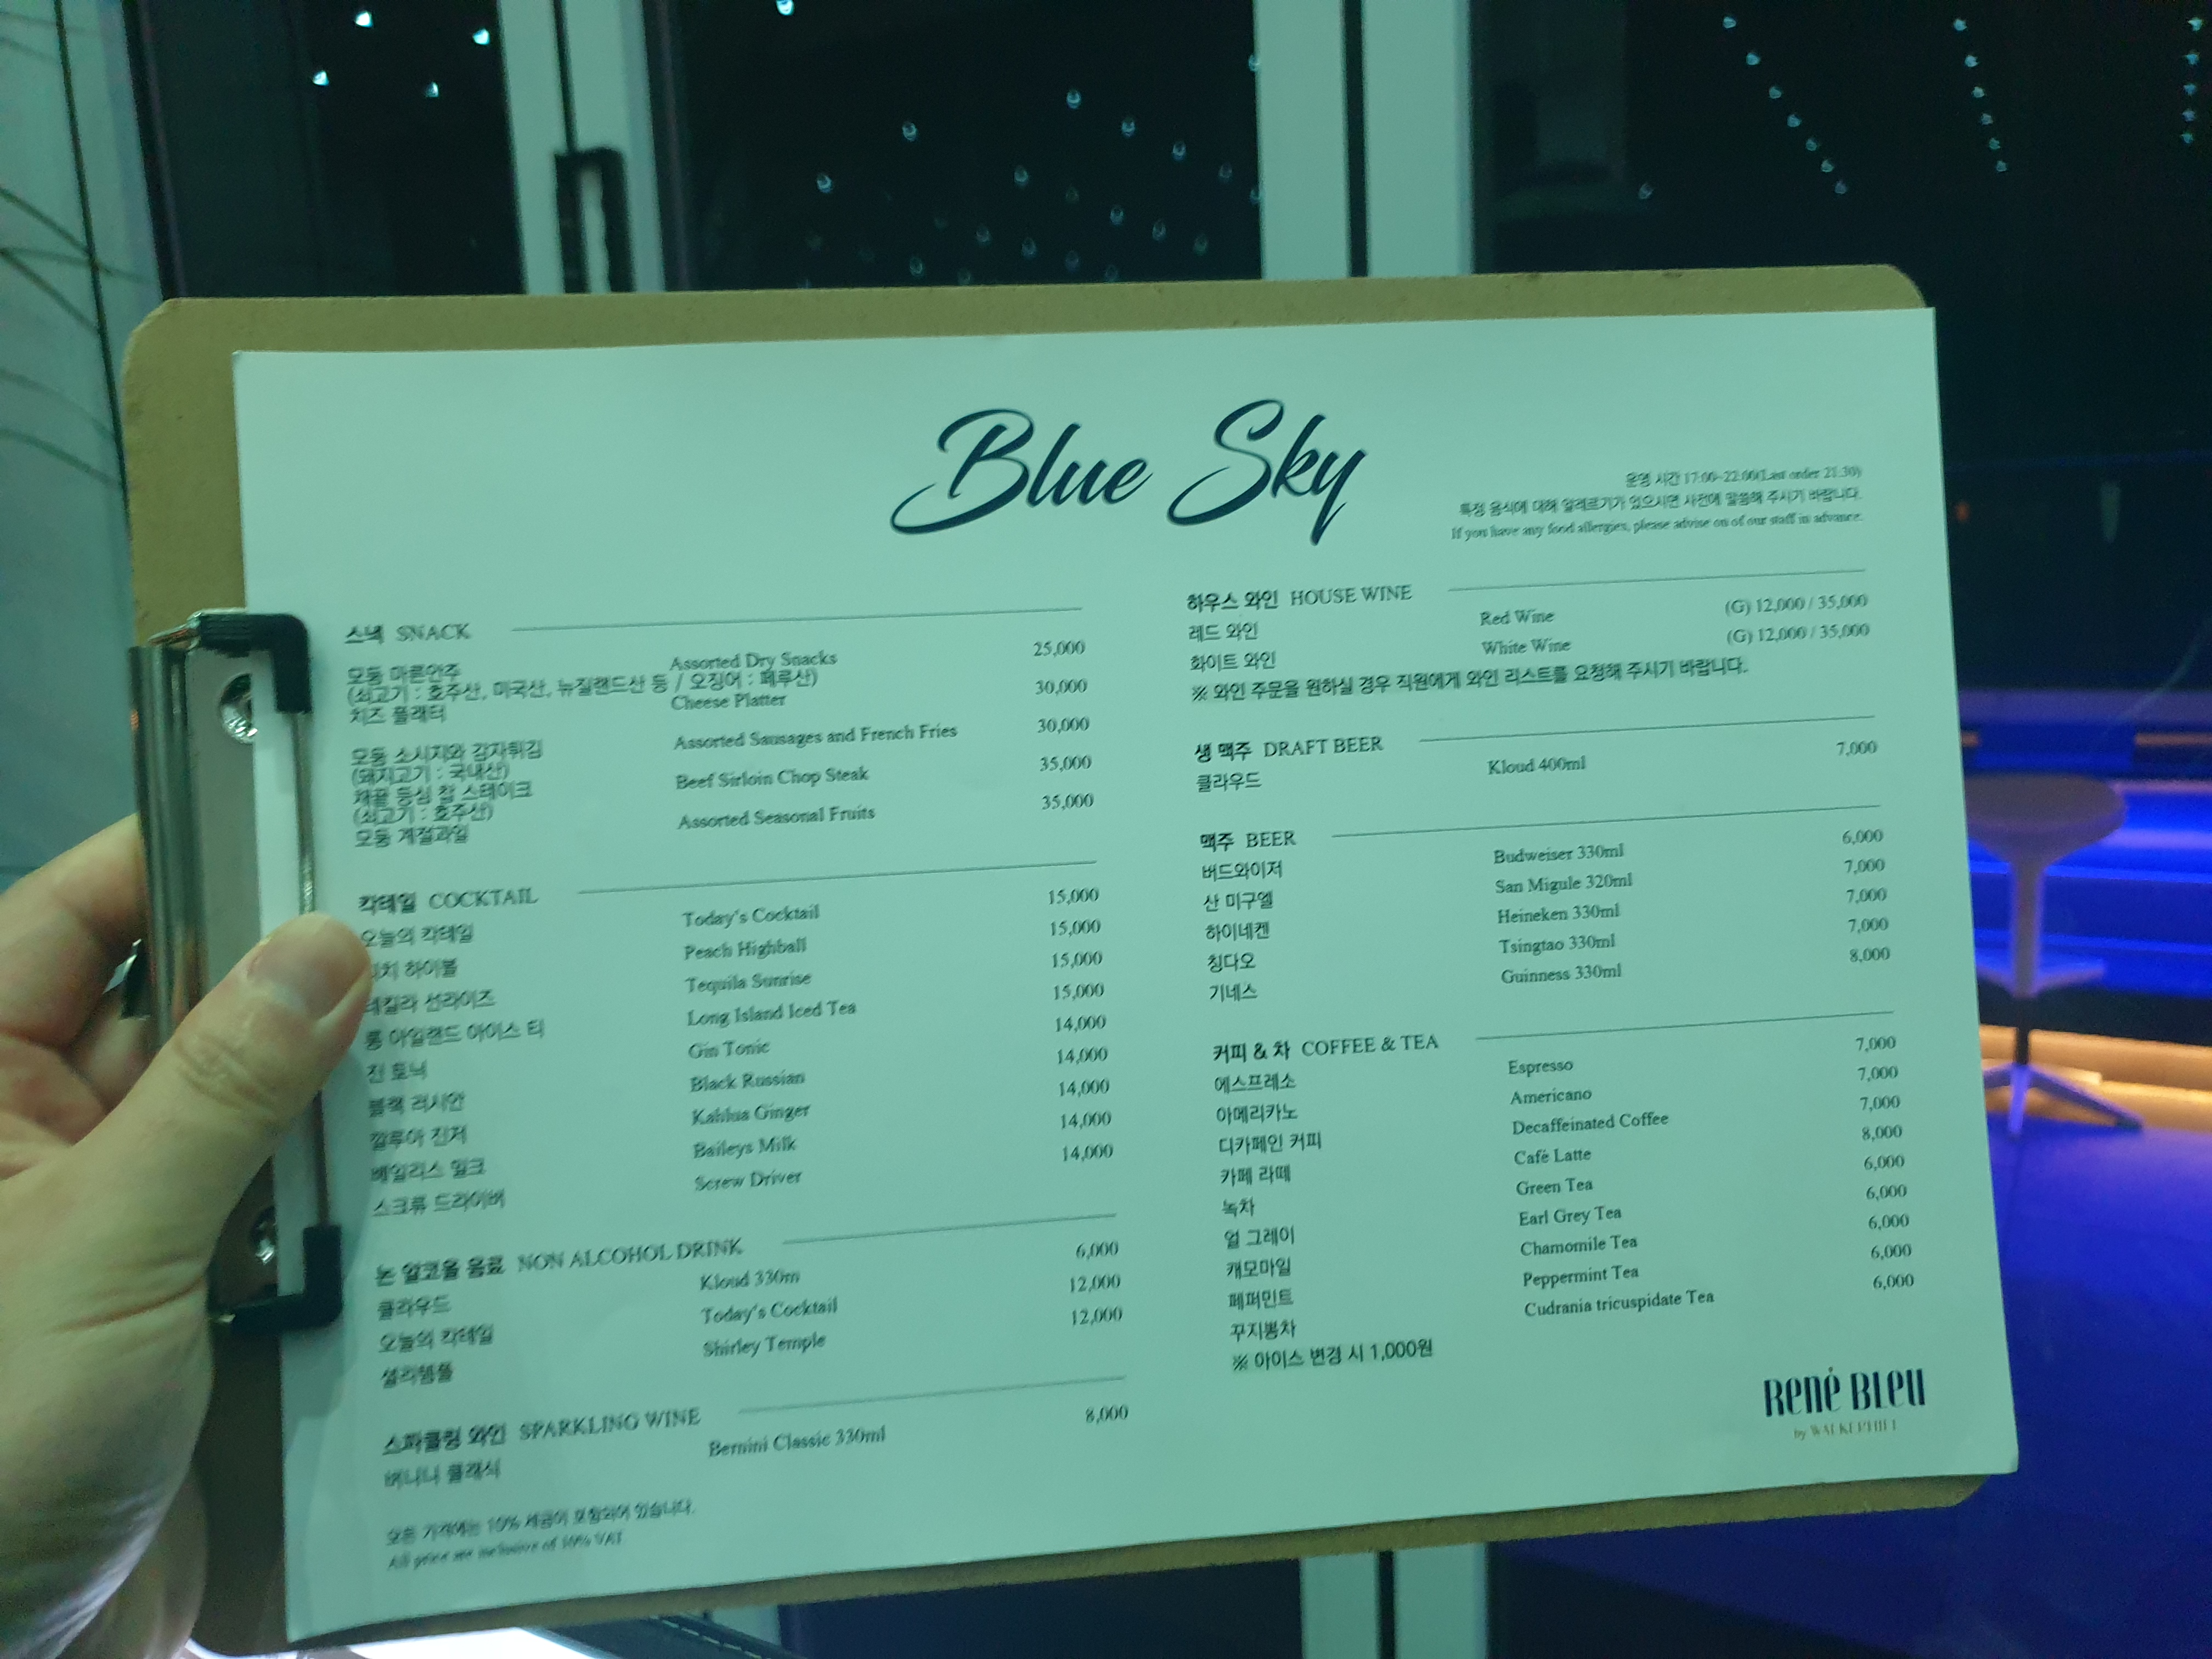 Blue Sky
운영 시간 17:00~22:00(Last order 21:30)
특정 음식에 대해 알레르기가 있으시면 사전에 말씀해 주시기 바랍니다.
If you have any food allergies, please advise on of our staff in advance.
스낵 SNACK
모둠 마른안주 Assorted Dry Snacks 25,000
(쇠고기 : 호주산, 미국산, 뉴질랜드산 등 / 오징어 : 페루산)
치즈 플래터 Cheese Platter 30,000
모둠 소시지와 감자튀김 Assorted Sausages and French Fries 30,000
(돼지고기 : 국내산)
채끝 등심 찹 스테이크 Beef Sirloin Chop Steak 35,000
(쇠고기 : 호주산)
모둠 계절과일 Assorted Seasonal Fruits 35,000
칵테일 COCKTAIL
오늘의 칵테일 Today's Cocktail 15,000
하이볼 Peach Highball 15,000
테킬라 선라이즈 Tequila Sunrise 15,000
롱 아일랜드 아이스 티 Long Island Iced Tea 15,000
진 토닉 Gin Tonic 14,000
블랙 러시안 Black Russian 14,000
깔루아 진저 Kahlua Ginger 14,000
베일리스 밀크 Baileys Milk 14,000
스크류 드라이버 Screw Driver 14,000
논 알코올 음료 NON ALCOHOL DRINK
클라우드 Kloud 330m 6,000
오늘의 칵테일 Today's Cocktail 12,000
셜리템플 Shirley Temple 12,000
스파클링 와인 SPARKLING WINE
버니니 클래식 Bernini Classic 330ml 8,000
모든 가격에는 10% 세금이 포함되어 있습니다.
All price are inclusive of 10% VAT.
하우스 와인 HOUSE WINE
레드 와인 Red Wine (G) 12,000 / 35,000
화이트 와인 White Wine (G) 12,000 / 35,000
※ 와인 주문을 원하실 경우 직원에게 와인 리스트를 요청해 주시기 바랍니다.
생 맥주 DRAFT BEER
클라우드 Kloud 400ml 7,000
맥주 BEER
버드와이저 Budweiser 330ml 6,000
산 미구엘 San Migule 320ml 7,000
하이네켄 Heineken 330ml 7,000
칭다오 Tsingtao 330ml 7,000
기네스 Guinness 330ml 8,000
커피 & 차 COFFEE & TEA
에스프레소 Espresso 7,000
아메리카노 Americano 7,000
디카페인 커피 Decaffeinated Coffee 7,000
카페 라떼 Café Latte 8,000
녹차 Green Tea 6,000
얼 그레이 Earl Grey Tea 6,000
캐모마일 Chamomile Tea 6,000
페퍼민트 Peppermint Tea 6,000
꾸지뽕차 Cudrania tricuspidate Tea 6,000
※ 아이스 변경 시 1,000원
René Bleu
by WALKERHILL